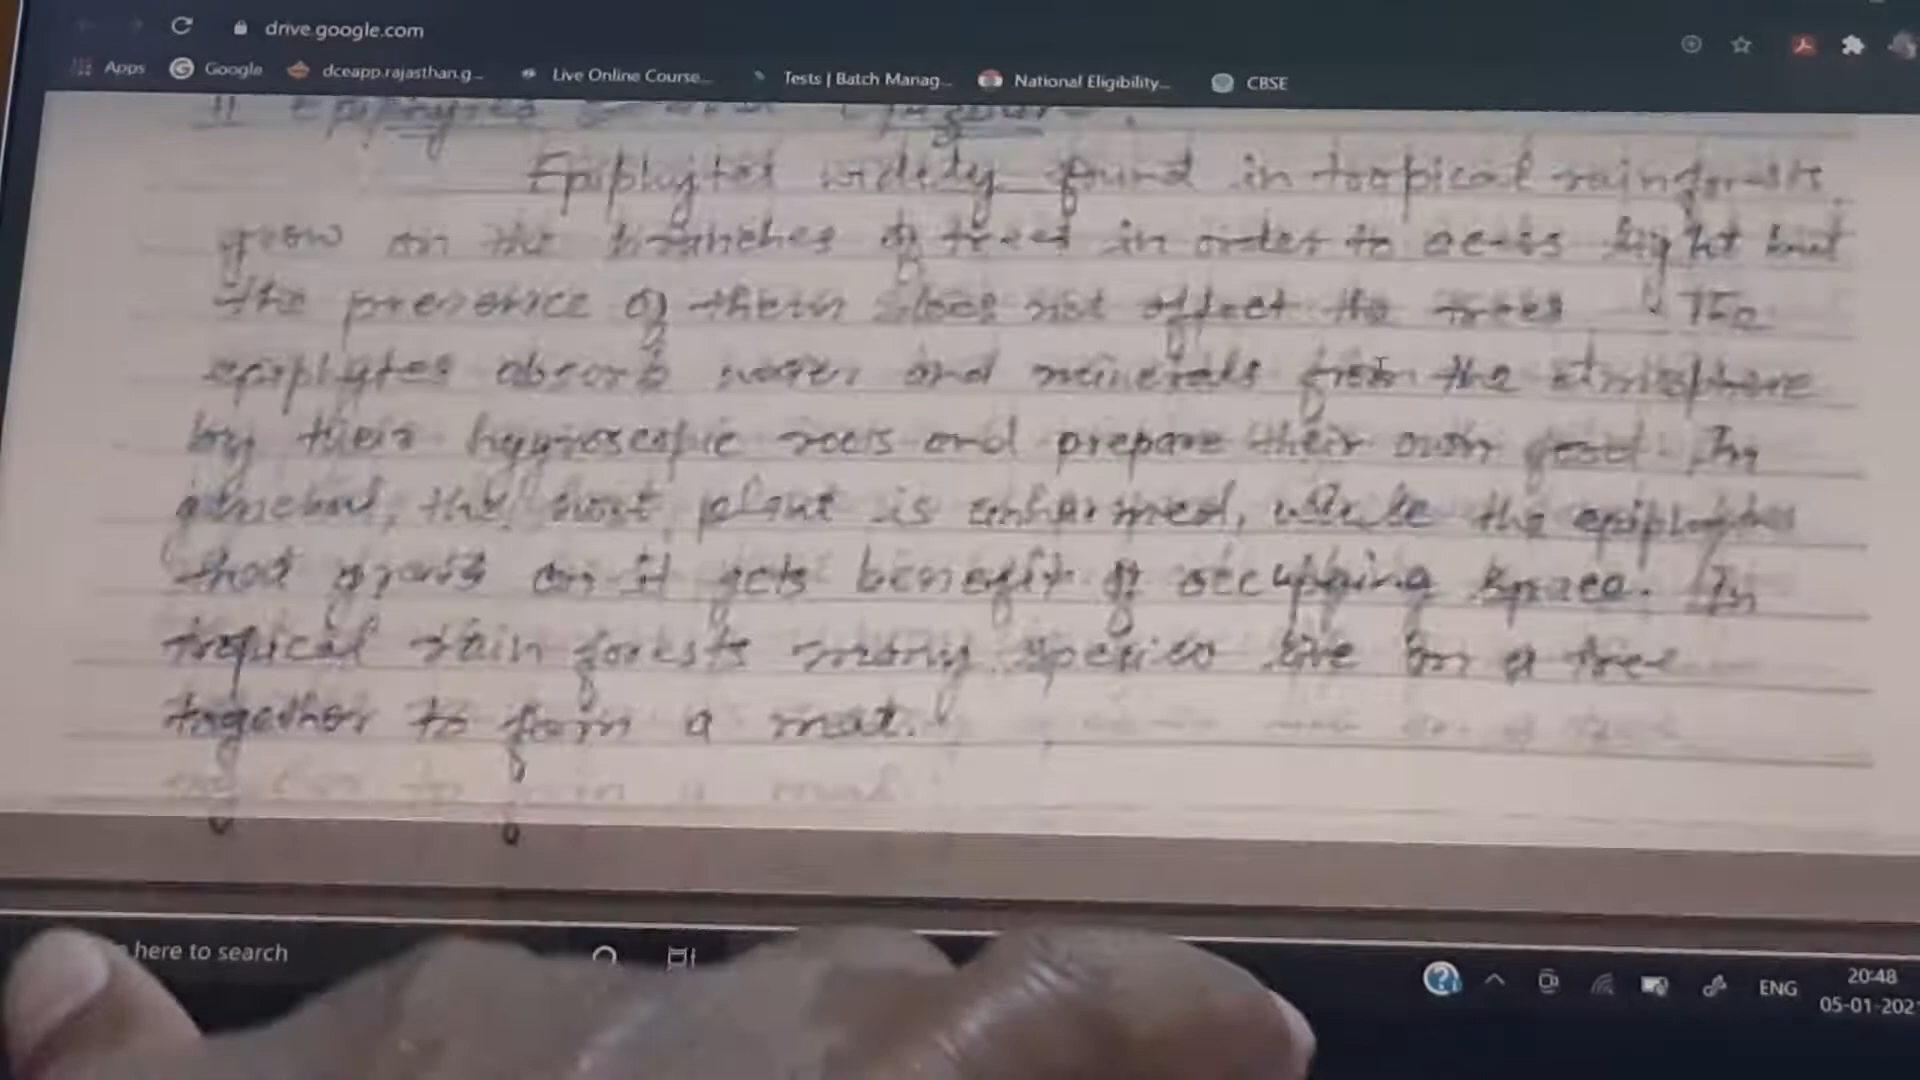 drive.google.com
Apps Google dceapp.rajasthan.g... Live Online Course... Tests | Batch Manag... National Eligibility... CBSE
Epiphytes
Epiphytes widely found in tropical rainforests
grow on the branches of trees in order to acess light but
the presence of them does not affect the trees The
epiphytes absorb water and minerals from the atmosphere
by their hygroscopic roots and prepare their own food. In
general, the host plant is unharmed, while the epiphytes
that grows on it gets benefit of occupying space. In
tropical rain forests many species live on a tree
together to form a mat.
here to search
ENG
20:48
05-01-202